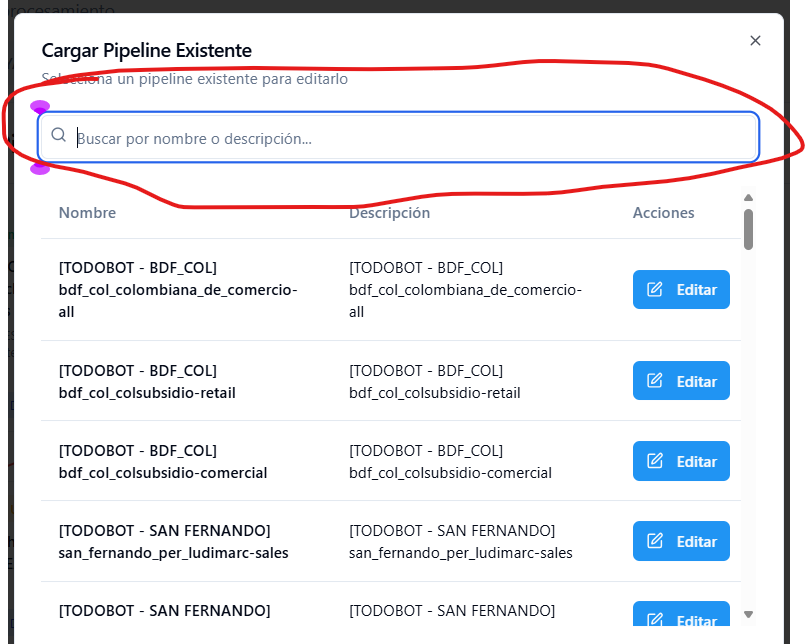 Cargar Pipeline Existente
Selecciona un pipeline existente para editarlo
Buscar por nombre o descripción...
Nombre Descripción Acciones
[TODOBOT - BDF_COL] [TODOBOT - BDF_COL]
bdf_col_colombiana_de_comercio- bdf_col_colombiana_de_comercio- Editar
all all
[TODOBOT - BDF_COL] [TODOBOT - BDF_COL]
bdf_col_colsubsidio-retail bdf_col_colsubsidio-retail Editar
[TODOBOT - BDF_COL] [TODOBOT - BDF_COL]
bdf_col_colsubsidio-comercial bdf_col_colsubsidio-comercial Editar
[TODOBOT - SAN FERNANDO] [TODOBOT - SAN FERNANDO]
san_fernando_per_ludimarc-sales san_fernando_per_ludimarc-sales Editar
[TODOBOT - SAN FERNANDO] [TODOBOT - SAN FERNANDO] Editar